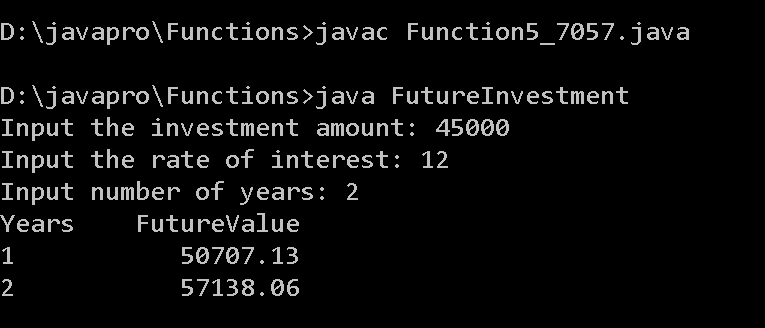 D:\javapro\Functions>javac Function5_7057.java
D:\javapro\Functions>java FutureInvestment
Input the investment amount: 45000
Input the rate of interest: 12
Input number of years: 2
Years    FutureValue
1           50707.13
2           57138.06